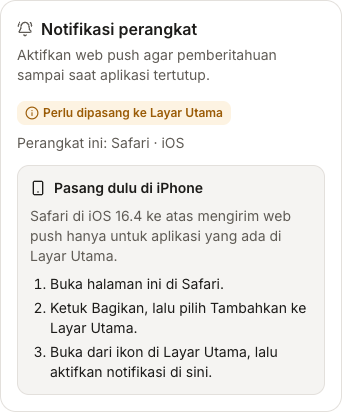 Notifikasi perangkat
Aktifkan web push agar pemberitahuan
sampai saat aplikasi tertutup.
Perlu dipasang ke Layar Utama
Perangkat ini: Safari · iOS
Pasang dulu di iPhone
Safari di iOS 16.4 ke atas mengirim web
push hanya untuk aplikasi yang ada di
Layar Utama.
1. Buka halaman ini di Safari.
2. Ketuk Bagikan, lalu pilih Tambahkan ke
Layar Utama.
3. Buka dari ikon di Layar Utama, lalu
aktifkan notifikasi di sini.